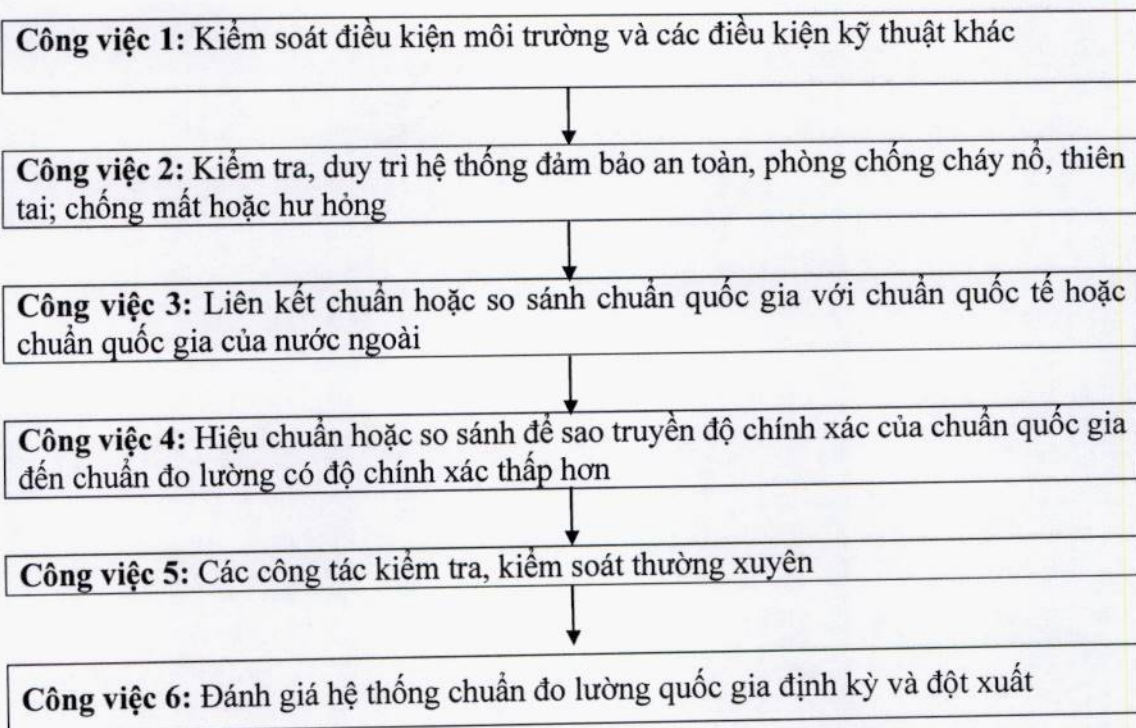 Công việc 1: Kiểm soát điều kiện môi trường và các điều kiện kỹ thuật khác
Công việc 2: Kiểm tra, duy trì hệ thống đảm bảo an toàn, phòng chống cháy nổ, thiên
tai; chống mất hoặc hư hỏng
Công việc 3: Liên kết chuẩn hoặc so sánh chuẩn quốc gia với chuẩn quốc tế hoặc
chuẩn quốc gia của nước ngoài
Công việc 4: Hiệu chuẩn hoặc so sánh để sao truyền độ chính xác của chuẩn quốc gia
đến chuẩn đo lường có độ chính xác thấp hơn
Công việc 5: Các công tác kiểm tra, kiểm soát thường xuyên
Công việc 6: Đánh giá hệ thống chuẩn đo lường quốc gia định kỳ và đột xuất